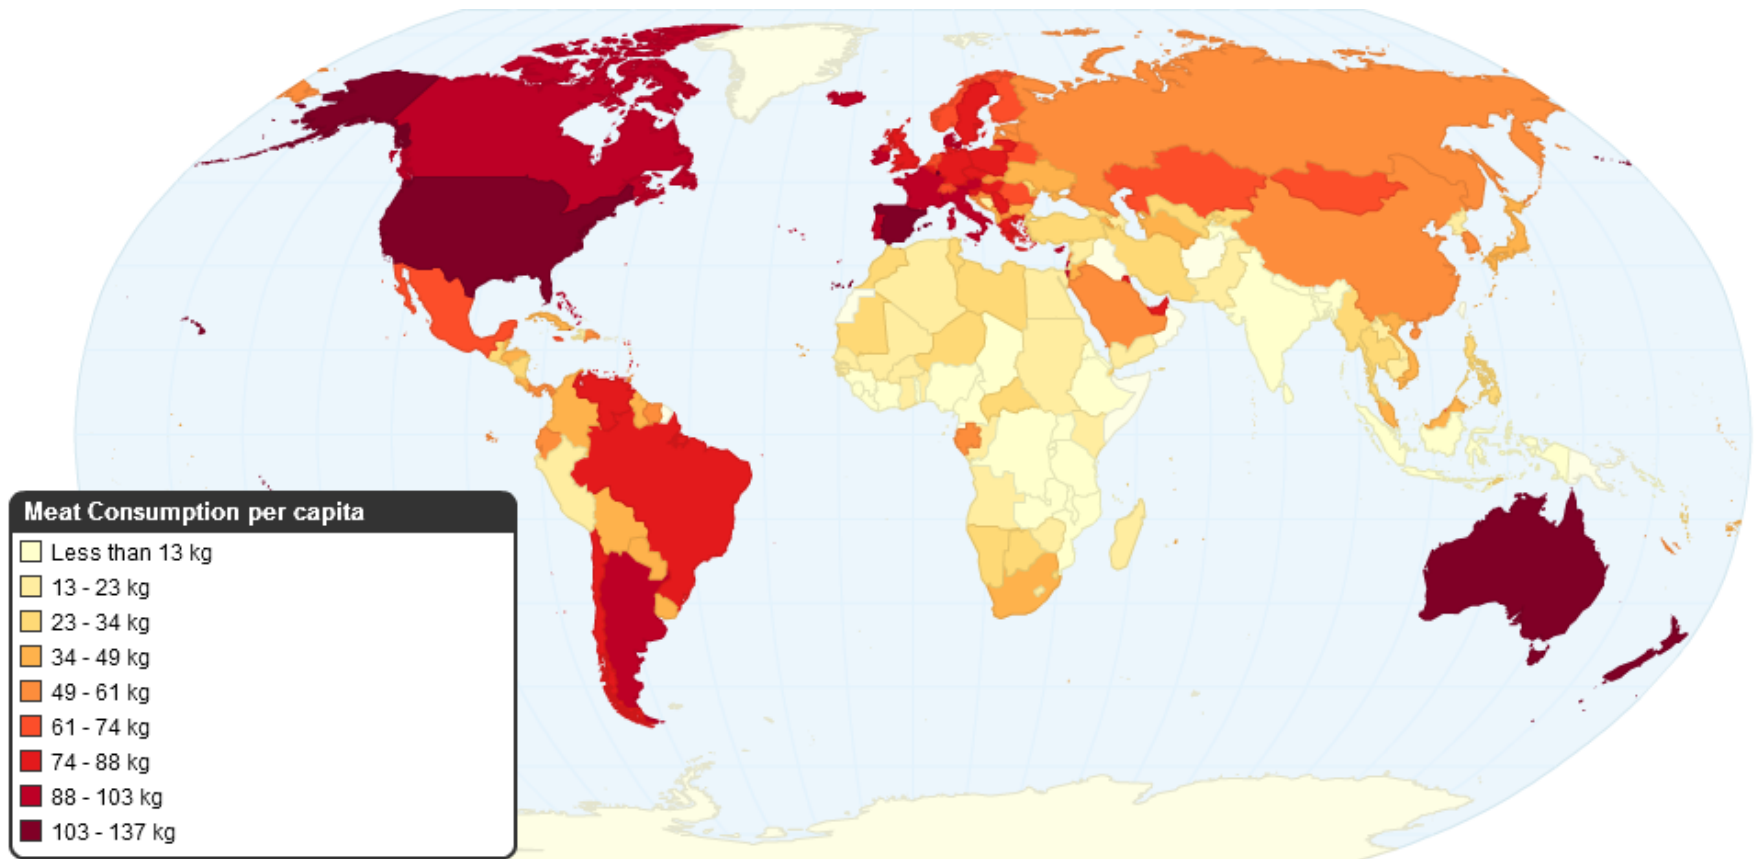 Meat Consumption per capita
Less than 13 kg
13 - 23 kg
23 - 34 kg
34 - 49 kg
49 - 61 kg
61 - 74 kg
74 - 88 kg
88 - 103 kg
103 - 137 kg